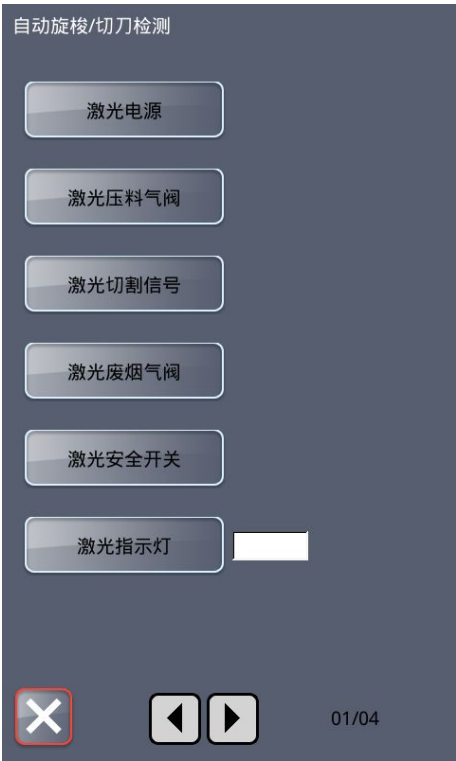 自动旋梭/切刀检测
激光电源
激光压料气阀
激光切割信号
激光废烟气阀
激光安全开关
激光指示灯
01/04